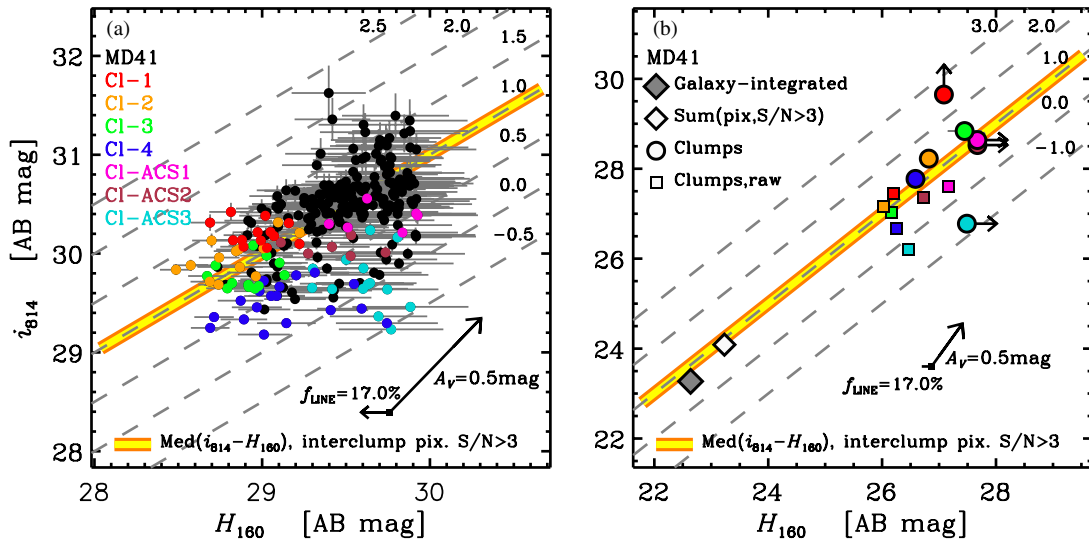 (a)
2.5 2.0
1.5
1.0
0.5
0.0
-0.5
MD41
Cl-1
Cl-2
Cl-3
Cl-4
Cl-ACS1
Cl-ACS2
Cl-ACS3
32
31
30
29
28
i814 [AB mag]
fLINE=17.0%
AV=0.5mag
Med(i814-H160), interclump pix. S/N>3
28 29 30
H160 [AB mag]
(b)
3.0 2.0
1.0
0.0
-1.0
MD41
Galaxy-integrated
Sum(pix,S/N>3)
Clumps
Clumps,raw
30
28
26
24
22
AV=0.5mag
fLINE=17.0%
Med(i814-H160), interclump pix. S/N>3
22 24 26 28
H160 [AB mag]